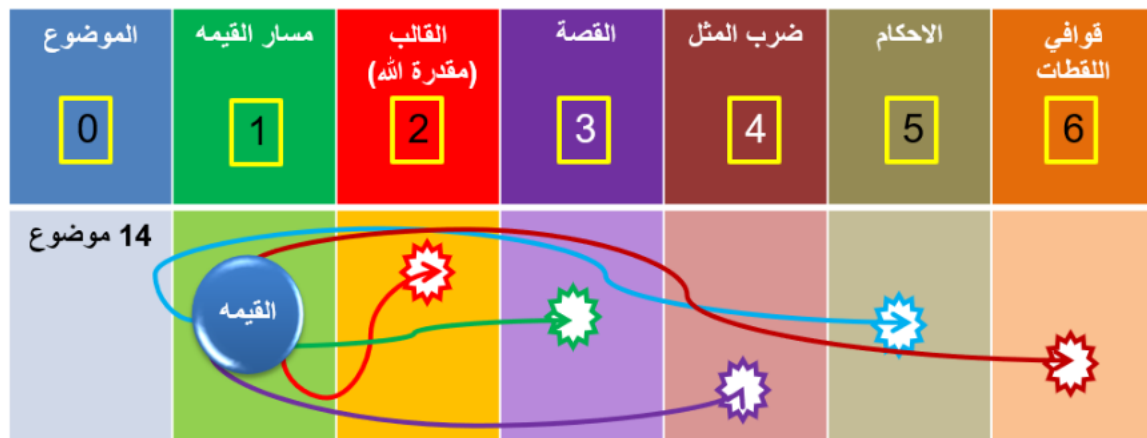 الموضوع
0
مسار القيمه
1
القالب
(مقدرة الله)
2
القصة
3
ضرب المثل
4
الاحكام
5
قوافي
اللقطات
6
14 موضوع
القيمه